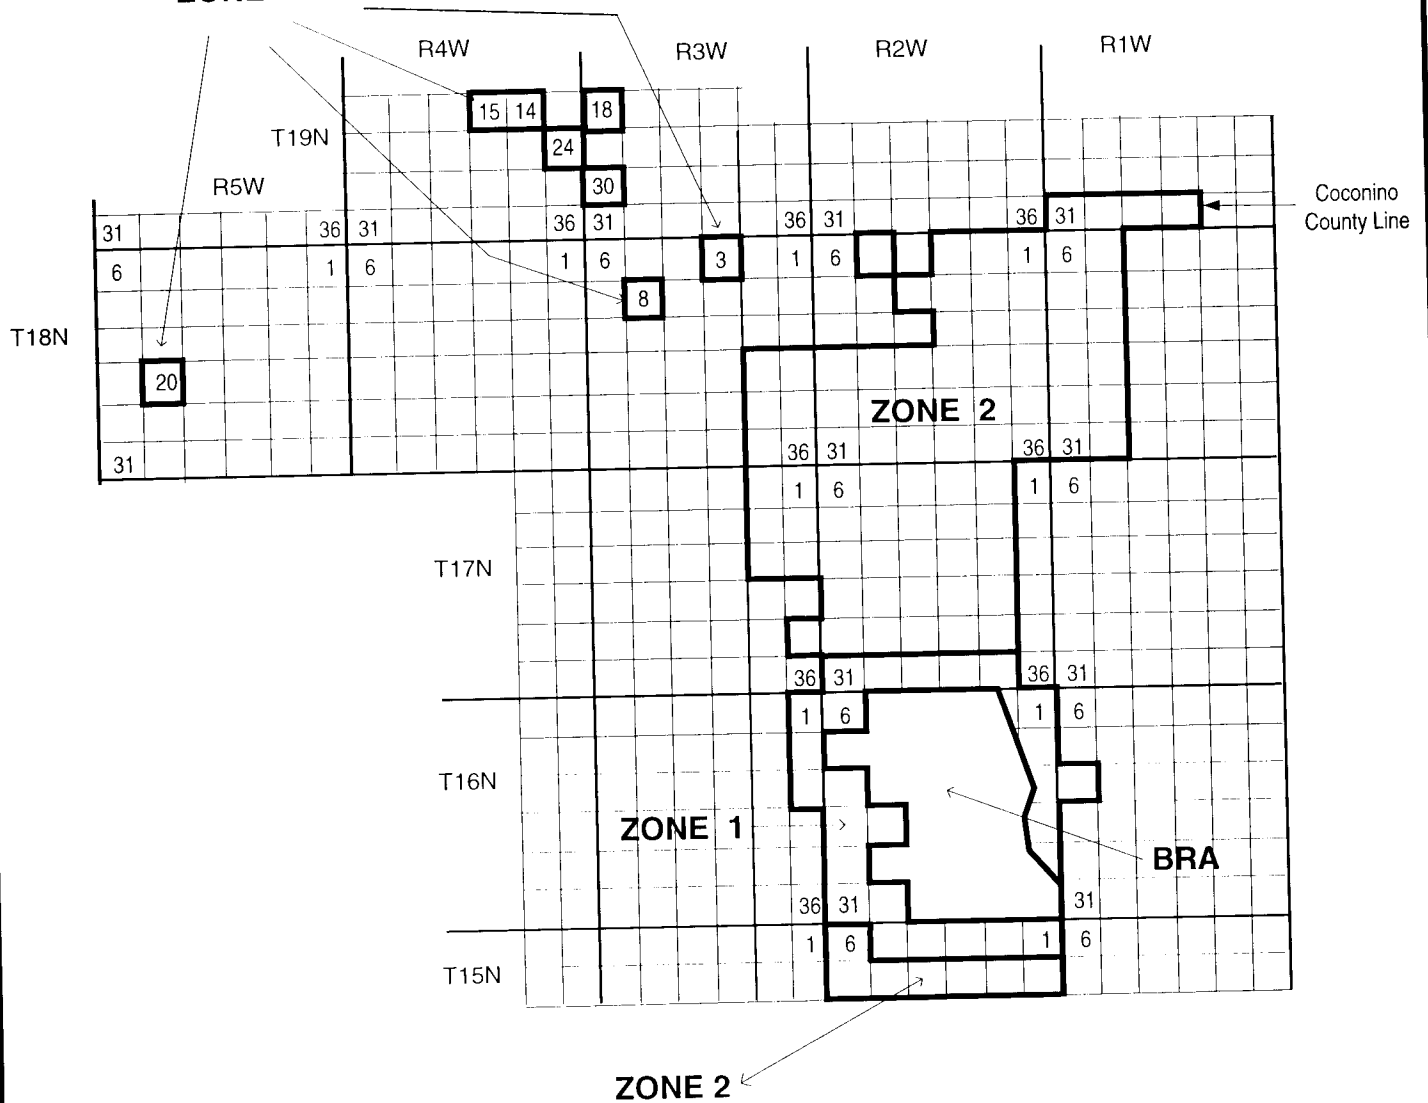 ZONE
R4W R3W R2W R1W
15 14 18
T19N
24
R5W 30
Coconino
County Line
31 36 31 36 31 36 31 36 31
6 1 6 1 6 3 1 6 1 6
8
T18N
20
ZONE 2
31 36 31 36 31
1 6 1 6
T17N
36 31 36 31
1 6 1 6
T16N
ZONE 1
BRA
36 31 31
1 6 1 6
T15N
ZONE 2